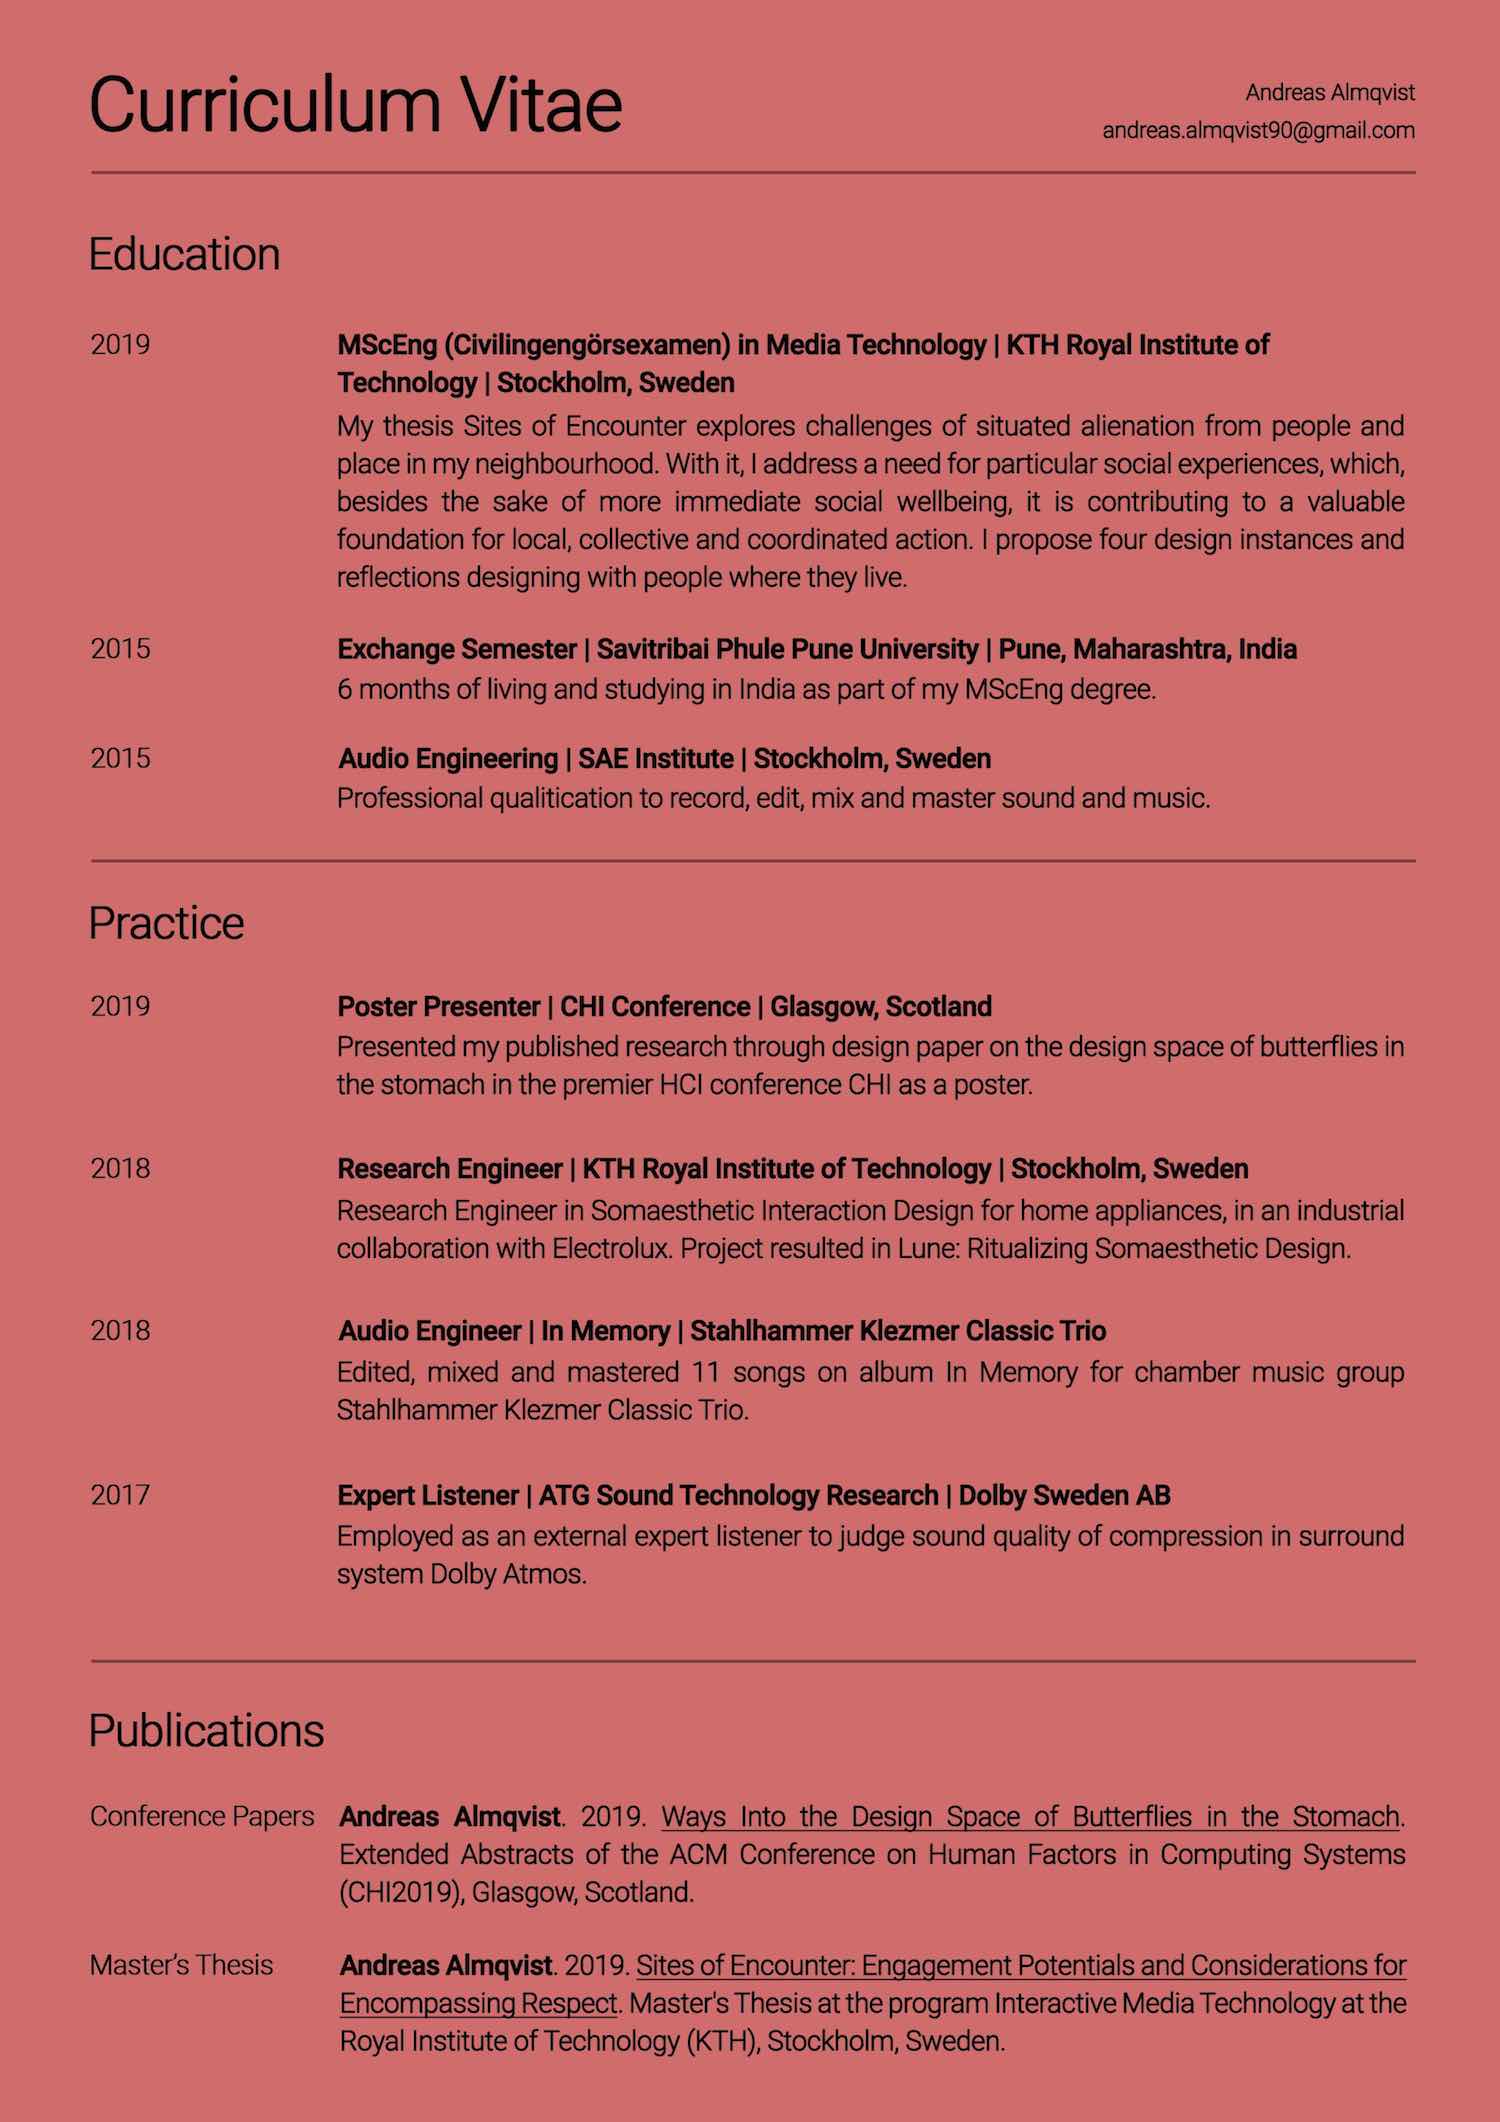 Curriculum Vitae
Andreas Almqvist
andreas.almqvist90@gmail.com
Education
2019
MScEng (Civilingengörsexamen) in Media Technology | KTH Royal Institute of
Technology | Stockholm, Sweden
My thesis Sites of Encounter explores challenges of situated alienation from people and
place in my neighbourhood. With it, I address a need for particular social experiences, which,
besides the sake of more immediate social wellbeing, it is contributing to a valuable
foundation for local, collective and coordinated action. I propose four design instances and
reflections designing with people where they live.
2015
Exchange Semester | Savitribai Phule Pune University | Pune, Maharashtra, India
6 months of living and studying in India as part of my MScEng degree.
2015
Audio Engineering | SAE Institute | Stockholm, Sweden
Professional qualitication to record, edit, mix and master sound and music.
Practice
2019
Poster Presenter | CHI Conference | Glasgow, Scotland
Presented my published research through design paper on the design space of butterflies in
the stomach in the premier HCI conference CHI as a poster.
2018
Research Engineer | KTH Royal Institute of Technology | Stockholm, Sweden
Research Engineer in Somaesthetic Interaction Design for home appliances, in an industrial
collaboration with Electrolux. Project resulted in Lune: Ritualizing Somaesthetic Design.
2018
Audio Engineer | In Memory | Stahlhammer Klezmer Classic Trio
Edited, mixed and mastered 11 songs on album In Memory for chamber music group
Stahlhammer Klezmer Classic Trio.
2017
Expert Listener | ATG Sound Technology Research | Dolby Sweden AB
Employed as an external expert listener to judge sound quality of compression in surround
system Dolby Atmos.
Publications
Conference Papers
Andreas Almqvist. 2019. Ways Into the Design Space of Butterflies in the Stomach.
Extended Abstracts of the ACM Conference on Human Factors in Computing Systems
(CHI2019), Glasgow, Scotland.
Master’s Thesis
Andreas Almqvist. 2019. Sites of Encounter: Engagement Potentials and Considerations for
Encompassing Respect. Master's Thesis at the program Interactive Media Technology at the
Royal Institute of Technology (KTH), Stockholm, Sweden.